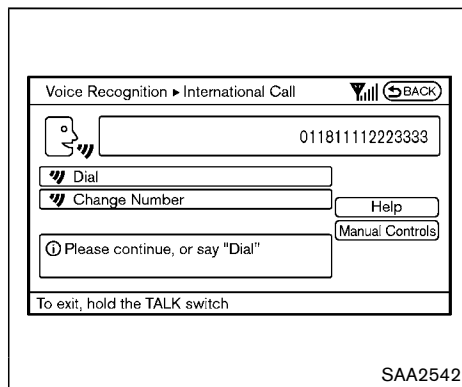 Voice Recognition ▸ International Call BACK
011811112223333
Dial
Change Number
Help
Manual Controls
Please continue, or say "Dial"
To exit, hold the TALK switch
SAA2542